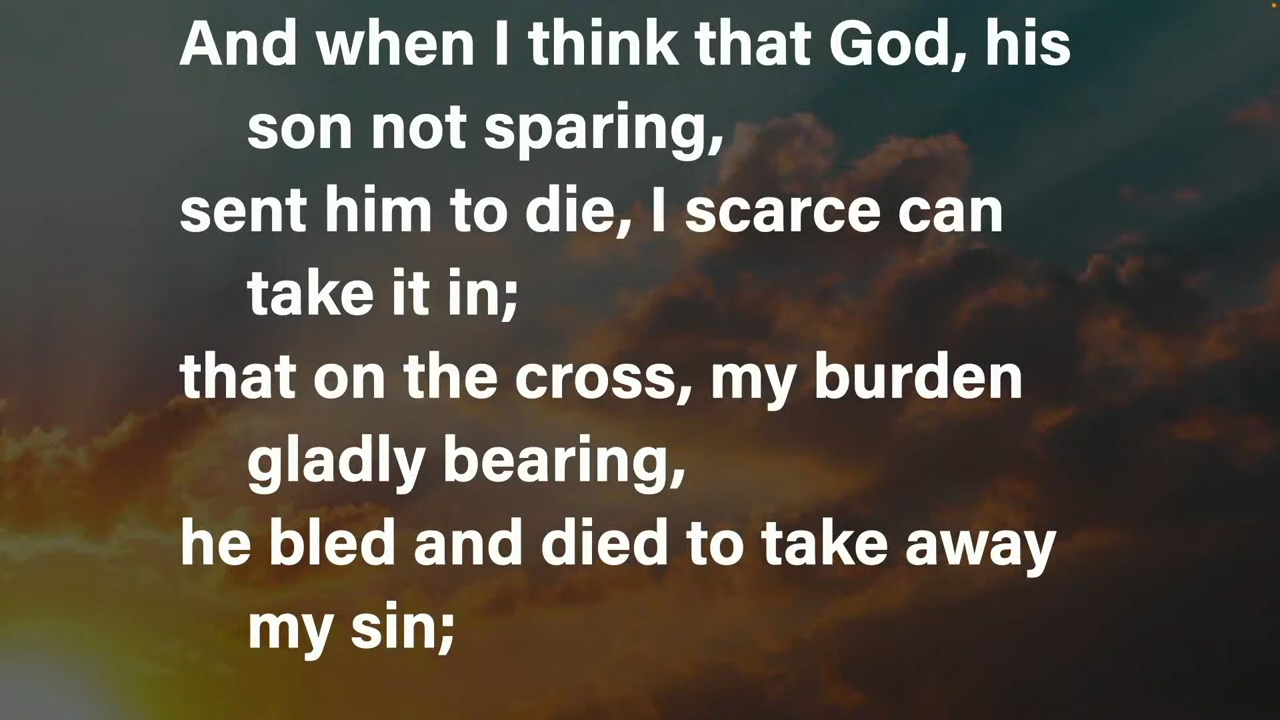 And when I think that God, his
son not sparing,
sent him to die, I scarce can
take it in;
that on the cross, my burden
gladly bearing,
he bled and died to take away
my sin;